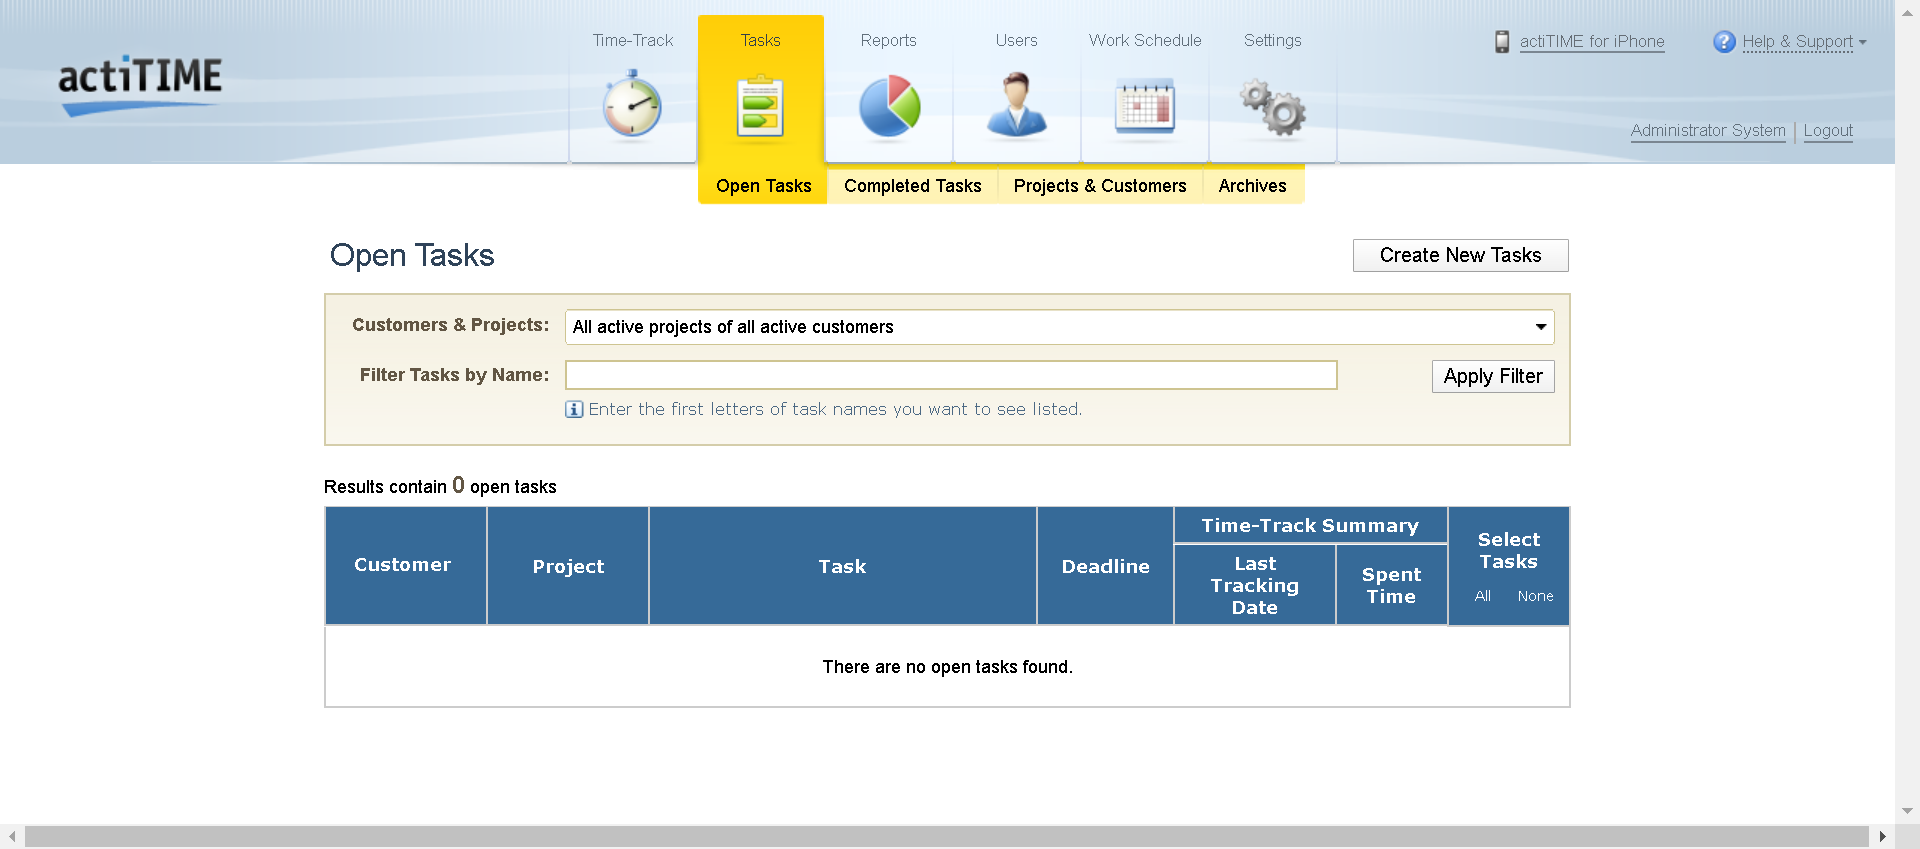 Time-Track Tasks Reports Users Work Schedule Settings
actiTIME for iPhone Help & Support
actiTIME
Administrator System Logout
Open Tasks Completed Tasks Projects & Customers Archives
Open Tasks
Create New Tasks
Customers & Projects: All active projects of all active customers
Filter Tasks by Name: Apply Filter
Enter the first letters of task names you want to see listed.
Results contain 0 open tasks
Customer Project Task Deadline
Time-Track Summary
Last
Tracking
Date
Spent
Time
Select
Tasks
All None
There are no open tasks found.